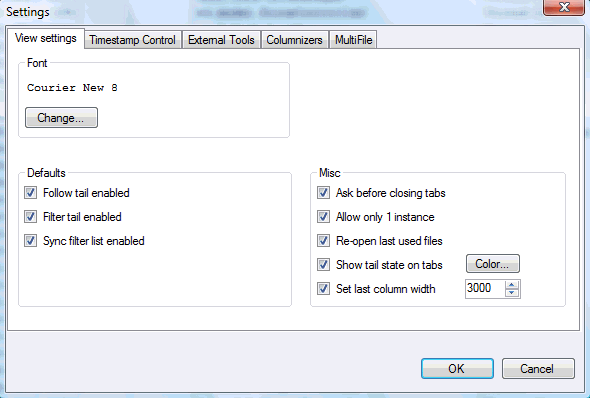 Settings
View settings Timestamp Control External Tools Columnizers MultiFile
Font
Courier New 8
Change...
Defaults
Follow tail enabled
Filter tail enabled
Sync filter list enabled
Misc
Ask before closing tabs
Allow only 1 instance
Re-open last used files
Show tail state on tabs Color...
Set last column width 3000
OK Cancel